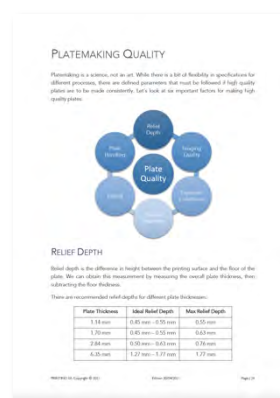 PLATEMAKING QUALITY
Platemaking is a science, not an art. While there is a bit of flexibility in specifications for
different processes, there are defined parameters that must be followed if high quality
plates are to be made consistently. Let's look at six important factors for making high
quality plates:
Relief
Depth
Plate
Handling
Imaging
Quality
Plate
Quality
Exposure
RELIEF DEPTH
Relief depth is the difference in height between the printing surface and the floor of the
plate. We can obtain this measurement by measuring the overall plate thickness, then
subtracting the floor thickness.
There are recommended relief depths for different plate thicknesses:
Plate Thickness Ideal Relief Depth Max Relief Depth
1.14 mm 0.45 mm – 0.55 mm 0.55 mm
1.70 mm 0.45 mm – 0.55 mm 0.63 mm
2.84 mm 0.50 mm – 0.63 mm 0.76 mm
6.35 mm 1.27 mm – 1.77 mm 1.77 mm